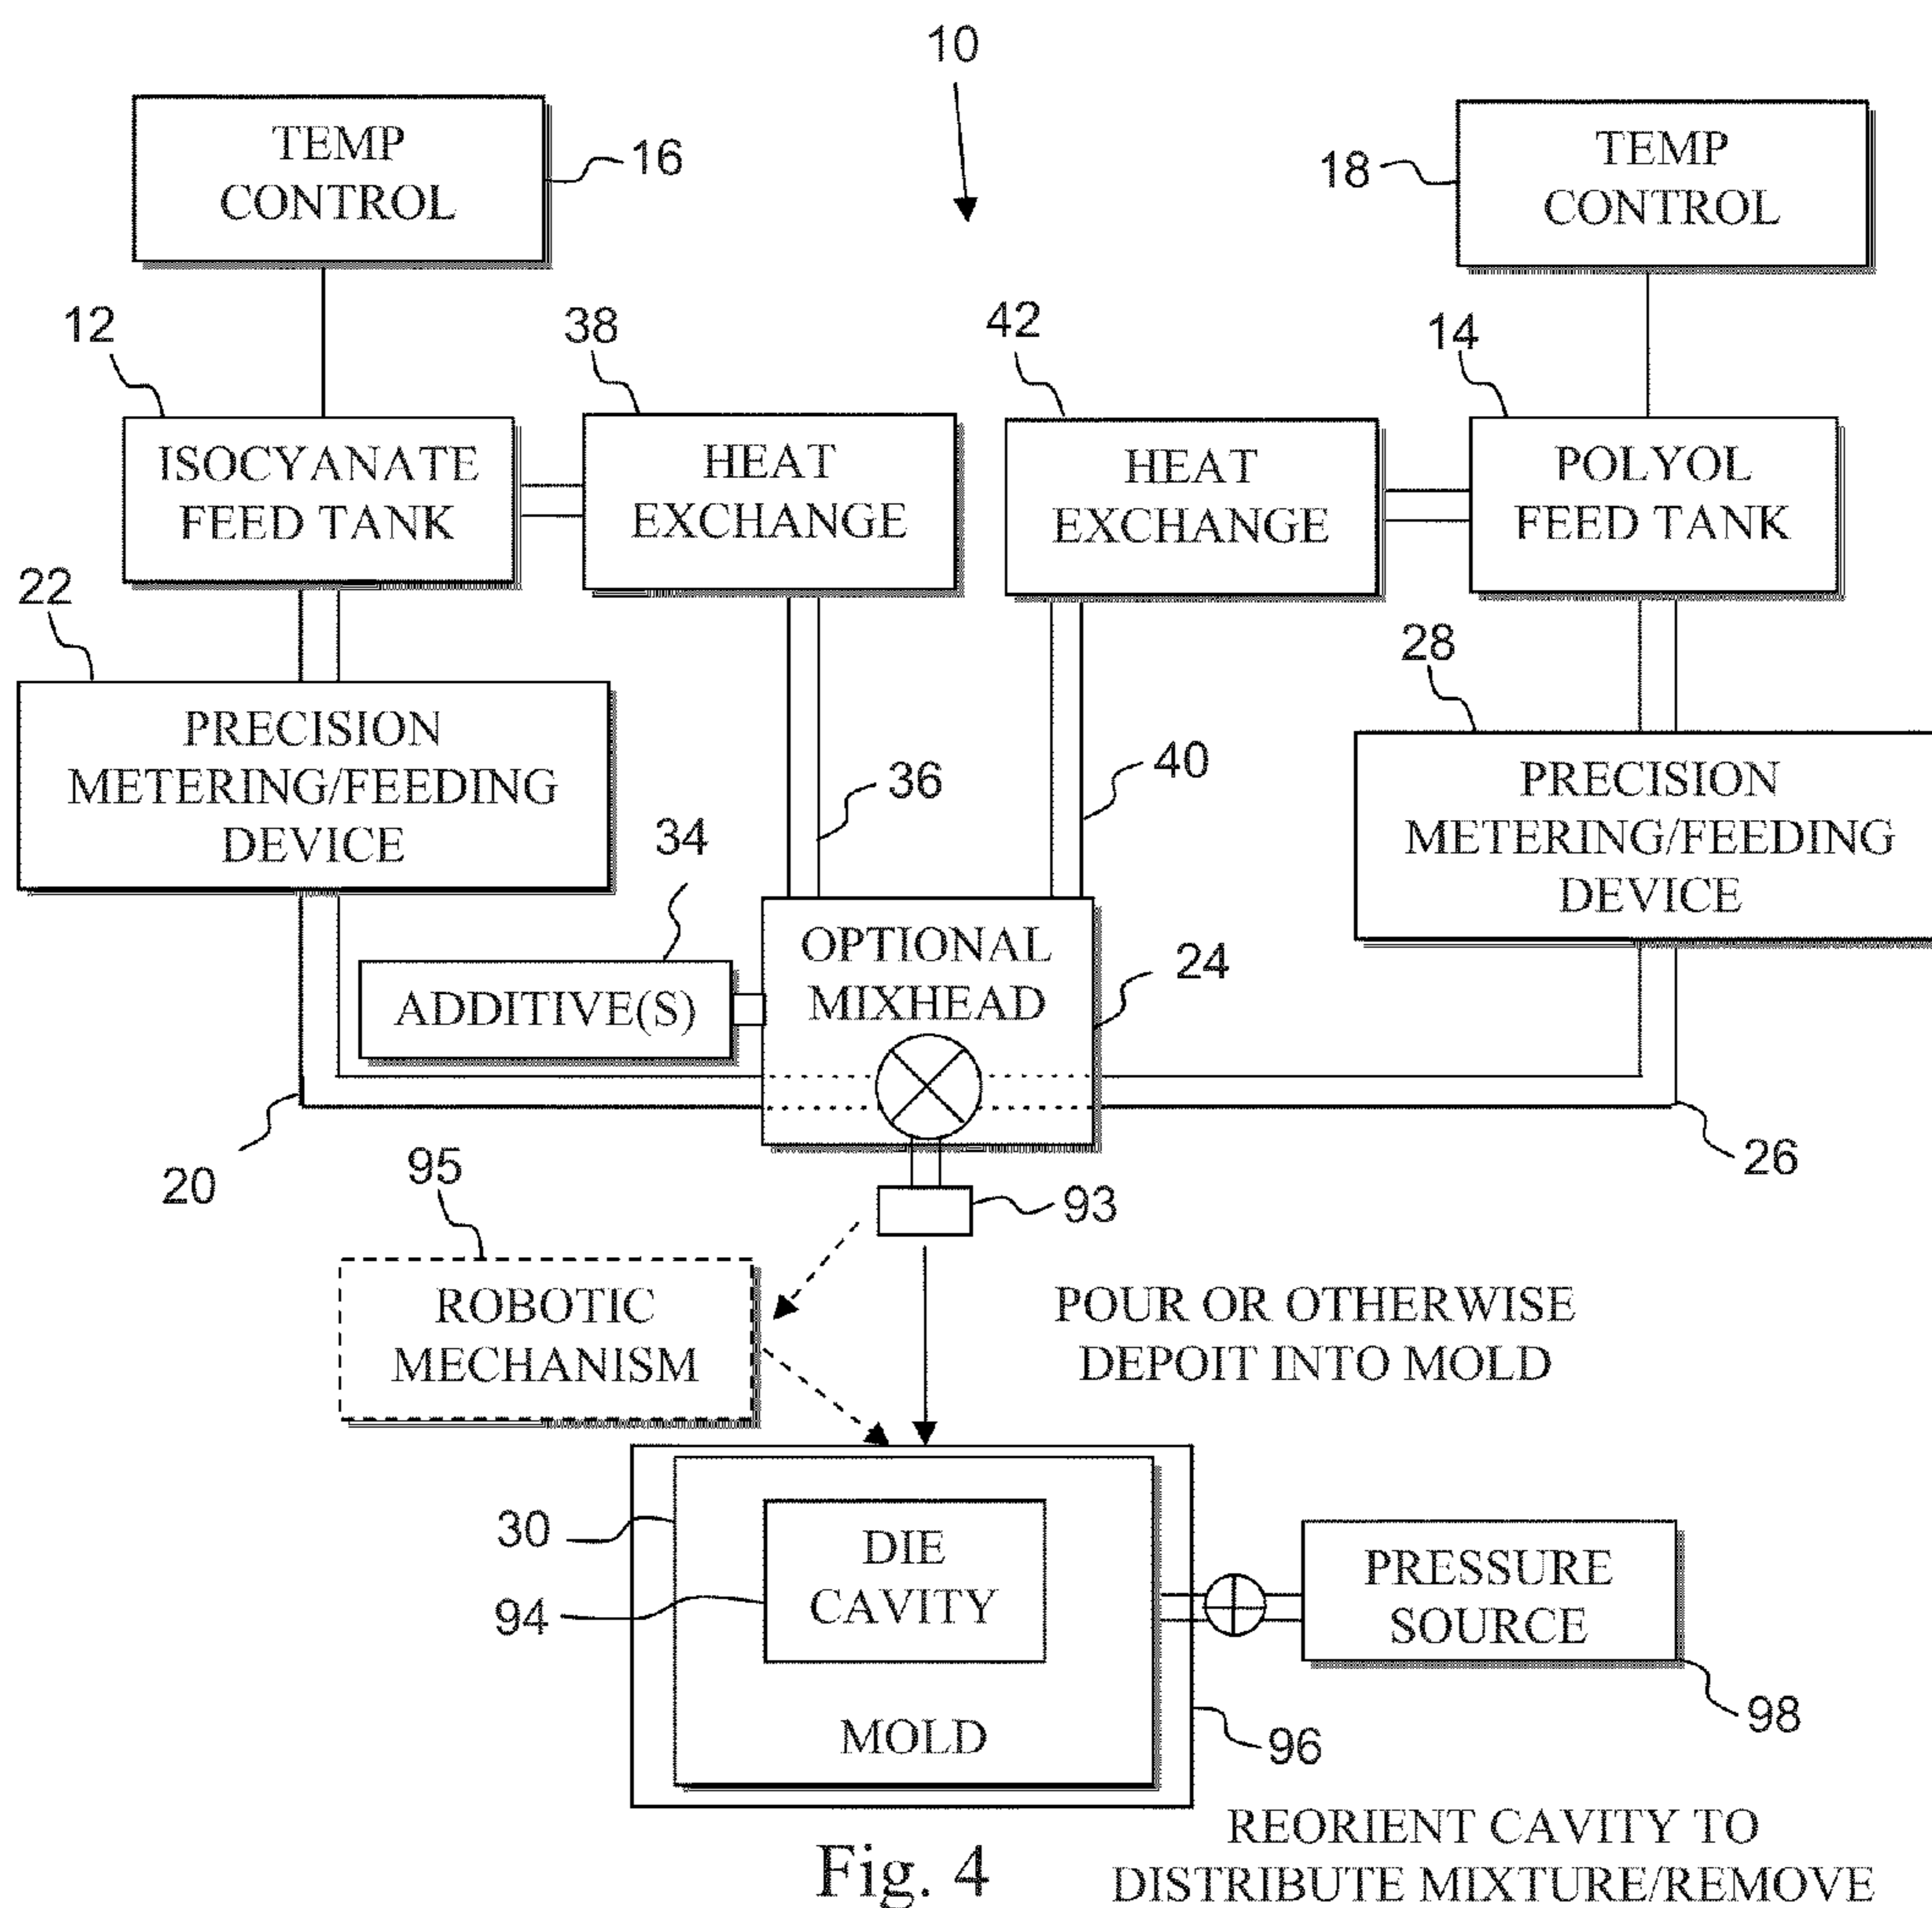 10
TEMP
CONTROL
16
18
TEMP
CONTROL
12
38
42
14
ISOCYANATE
FEED TANK
HEAT
EXCHANGE
HEAT
EXCHANGE
POLYOL
FEED TANK
22
28
PRECISION
METERING/FEEDING
DEVICE
36
40
PRECISION
METERING/FEEDING
DEVICE
34
ADDITIVE(S)
OPTIONAL
MIXHEAD
24
20
26
95
93
ROBOTIC
MECHANISM
POUR OR OTHERWISE
DEPOIT INTO MOLD
30
94
DIE
CAVITY
MOLD
PRESSURE
SOURCE
98
96
Fig. 4
REORIENT CAVITY TO
DISTRIBUTE MIXTURE/REMOVE